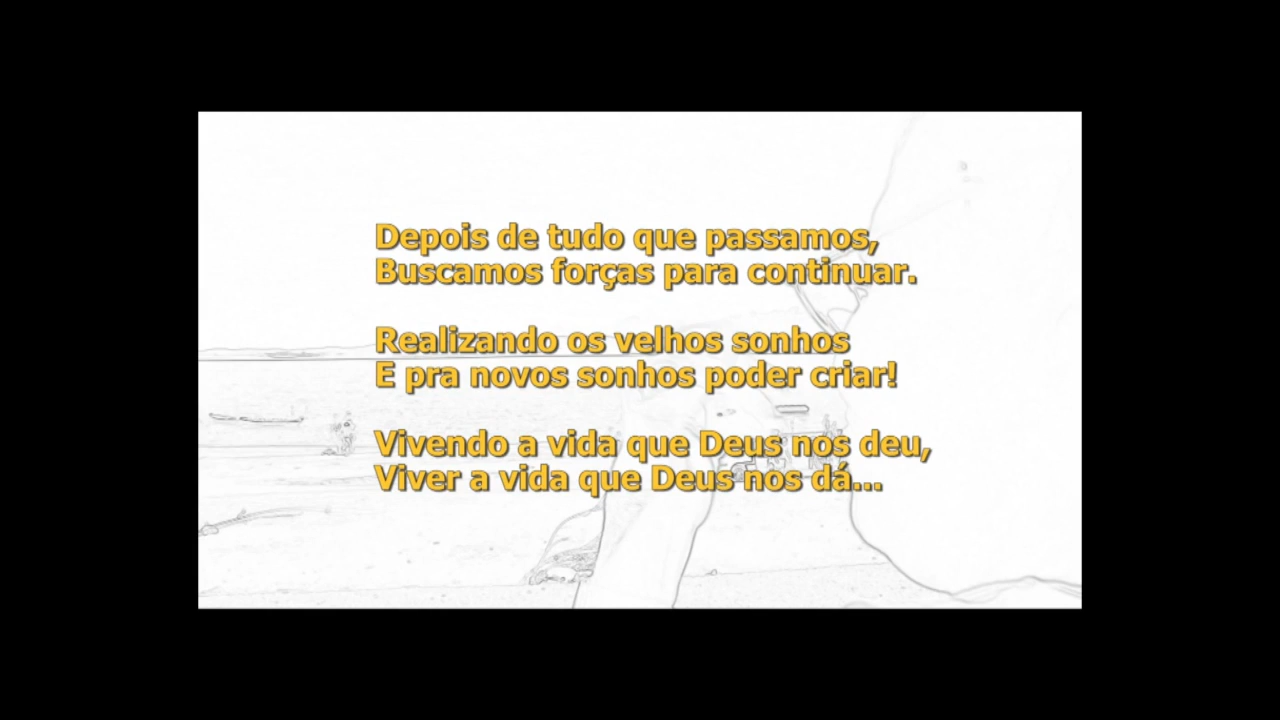 Depois de tudo que passamos,
Buscamos forças para continuar.
Realizando os velhos sonhos
E pra novos sonhos poder criar!
Vivendo a vida que Deus nos deu,
Viver a vida que Deus nos dá...